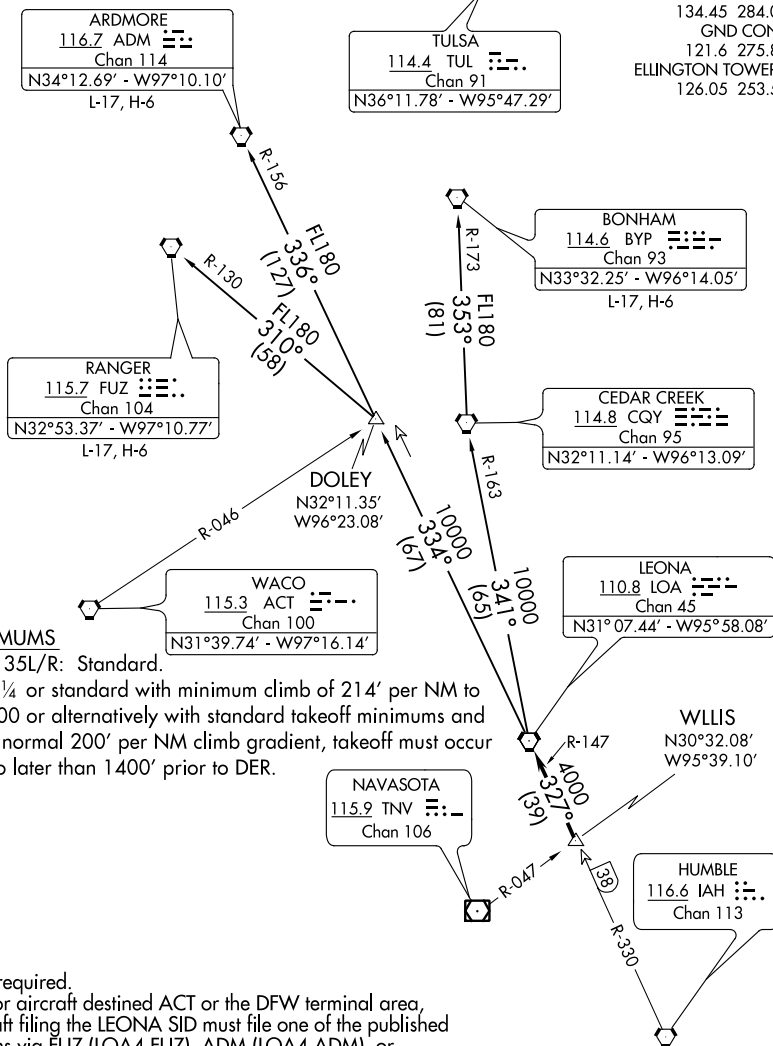 ARDMORE
116.7 ADM
Chan 114
N34°12.69′ - W97°10.10′
L-17, H-6
TULSA
114.4 TUL
Chan 91
N36°11.78′ - W95°47.29′
134.45 284.0
GND CON
121.6 275.8
ELLINGTON TOWER
126.05 253.5
R-156
FL180
336°
(127)
R-130
FL180
310°
(58)
R-173
FL180
353°
(81)
BONHAM
114.6 BYP
Chan 93
N33°32.25′ - W96°14.05′
L-17, H-6
RANGER
115.7 FUZ
Chan 104
N32°53.37′ - W97°10.77′
L-17, H-6
CEDAR CREEK
114.8 CQY
Chan 95
N32°11.14′ - W96°13.09′
DOLEY
N32°11.35′
W96°23.08′
R-163
R-046
10000
334°
(67)
10000
341°
(65)
WACO
115.3 ACT
Chan 100
N31°39.74′ - W97°16.14′
LEONA
110.8 LOA
Chan 45
N31°07.44′ - W95°58.08′
MUMS
35L/R: Standard.
¼ or standard with minimum climb of 214′ per NM to
00 or alternatively with standard takeoff minimums and
normal 200′ per NM climb gradient, takeoff must occur
o later than 1400′ prior to DER.
WLLIS
N30°32.08′
W95°39.10′
R-147
4000
327°
(39)
NAVASOTA
115.9 TNV
Chan 106
R-047
38
HUMBLE
116.6 IAH
Chan 113
R-330
required.
or aircraft destined ACT or the DFW terminal area,
aft filing the LEONA SID must file one of the published
ns via FUZ (LOA4.FUZ), ADM (LOA4.ADM), or